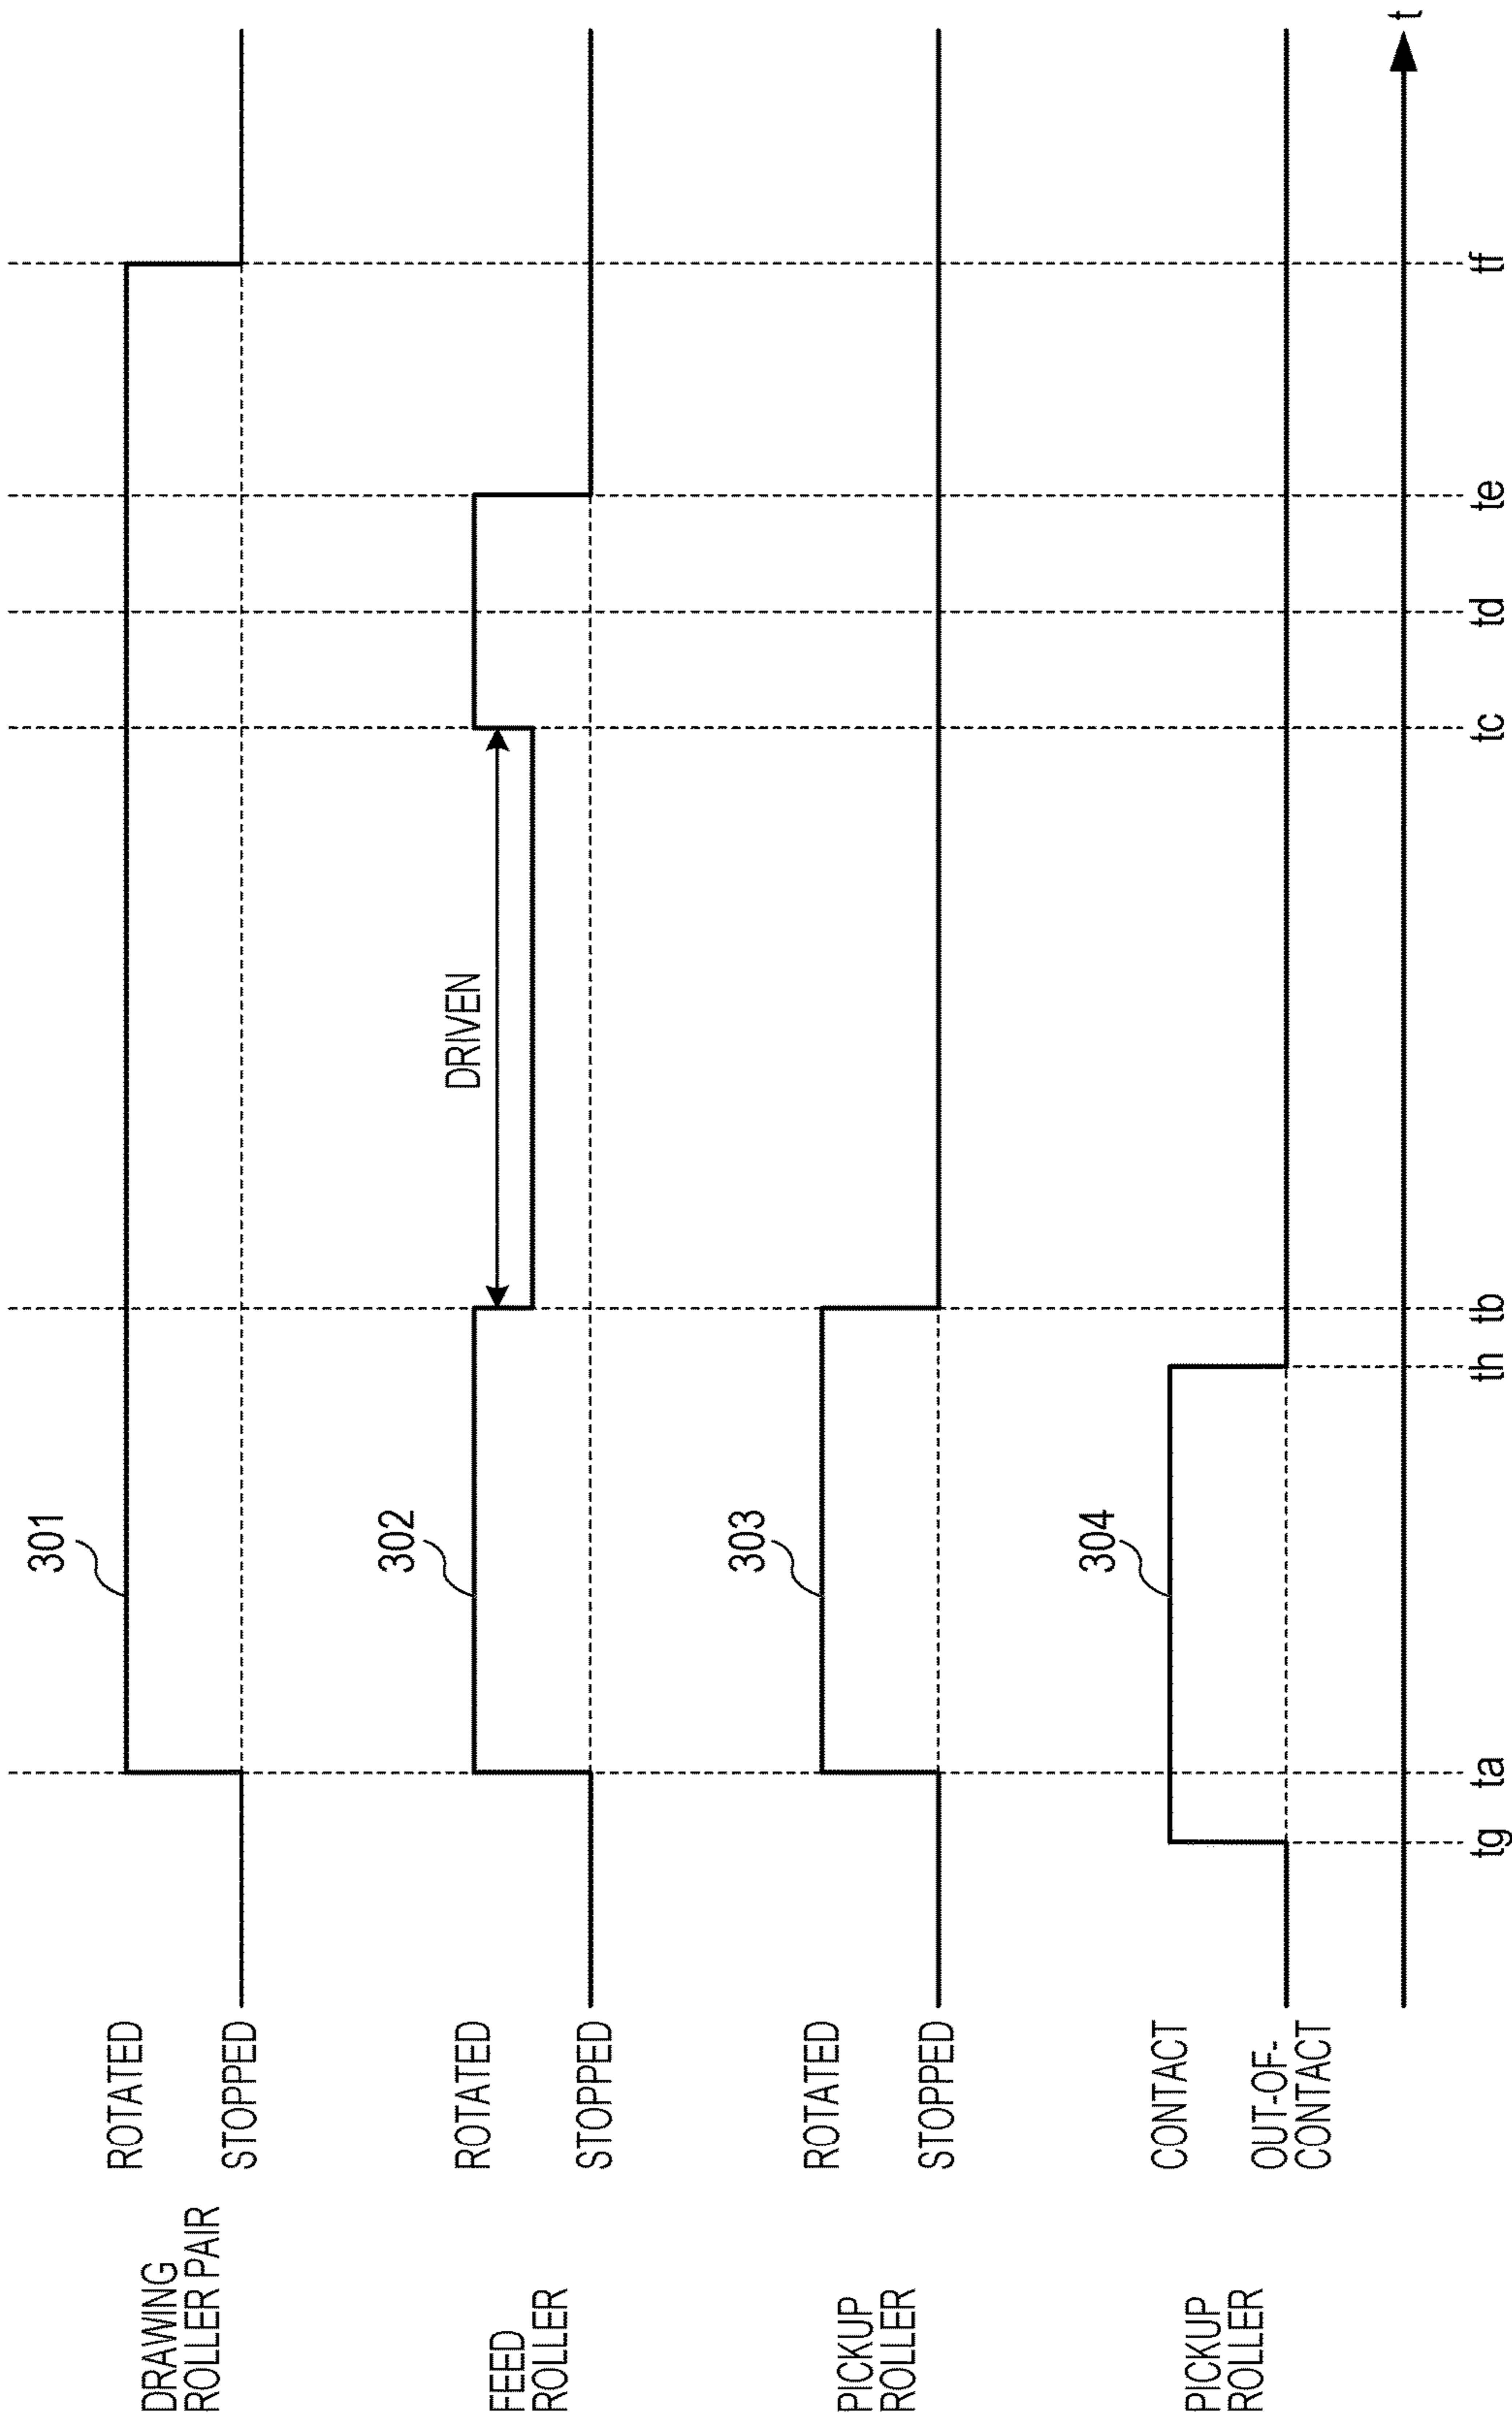 DRAWING
ROLLER PAIR
ROTATED
STOPPED
301
FEED
ROLLER
ROTATED
STOPPED
302
DRIVEN
PICKUP
ROLLER
ROTATED
STOPPED
303
PICKUP
ROLLER
CONTACT
OUT-OF-
CONTACT
304
tg
ta
th
tb
tc
td
te
tf
t